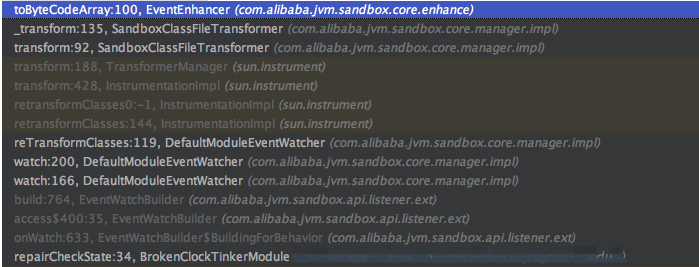 toByteCodeArray:100, EventEnhancer (com.alibaba.jvm.sandbox.core.enhance)
_transform:135, SandboxClassFileTransformer (com.alibaba.jvm.sandbox.core.manager.impl)
transform:92, SandboxClassFileTransformer (com.alibaba.jvm.sandbox.core.manager.impl)
transform:188, TransformerManager (sun.instrument)
transform:428, InstrumentationImpl (sun.instrument)
retransformClasses0:-1, InstrumentationImpl (sun.instrument)
retransformClasses:144, InstrumentationImpl (sun.instrument)
reTransformClasses:119, DefaultModuleEventWatcher (com.alibaba.jvm.sandbox.core.manager.impl)
watch:200, DefaultModuleEventWatcher (com.alibaba.jvm.sandbox.core.manager.impl)
watch:166, DefaultModuleEventWatcher (com.alibaba.jvm.sandbox.core.manager.impl)
build:764, EventWatchBuilder (com.alibaba.jvm.sandbox.api.listener.ext)
access$400:35, EventWatchBuilder (com.alibaba.jvm.sandbox.api.listener.ext)
onWatch:633, EventWatchBuilder$BuildingForBehavior (com.alibaba.jvm.sandbox.api.listener.ext)
repairCheckState:34, BrokenClockTinkerModule